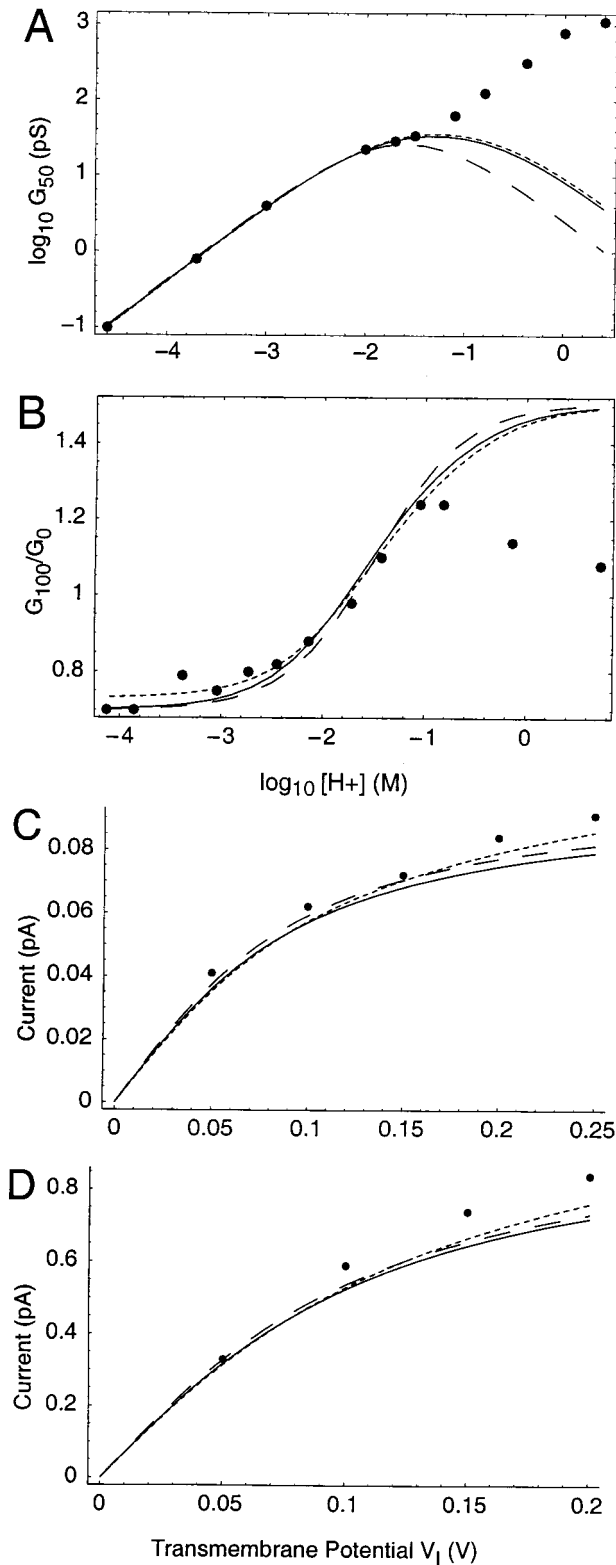 A
3
2
1
0
−1
log10 G50 (pS)
−4 −3 −2 −1 0
B
1.4
1.2
1
0.8
G100/G0
−4 −3 −2 −1 0
log10 [H+] (M)
C
0.08
0.06
0.04
0.02
0
Current (pA)
0 0.05 0.1 0.15 0.2 0.25
D
0.8
0.6
0.4
0.2
0
Current (pA)
0 0.05 0.1 0.15 0.2
Transmembrane Potential VI (V)